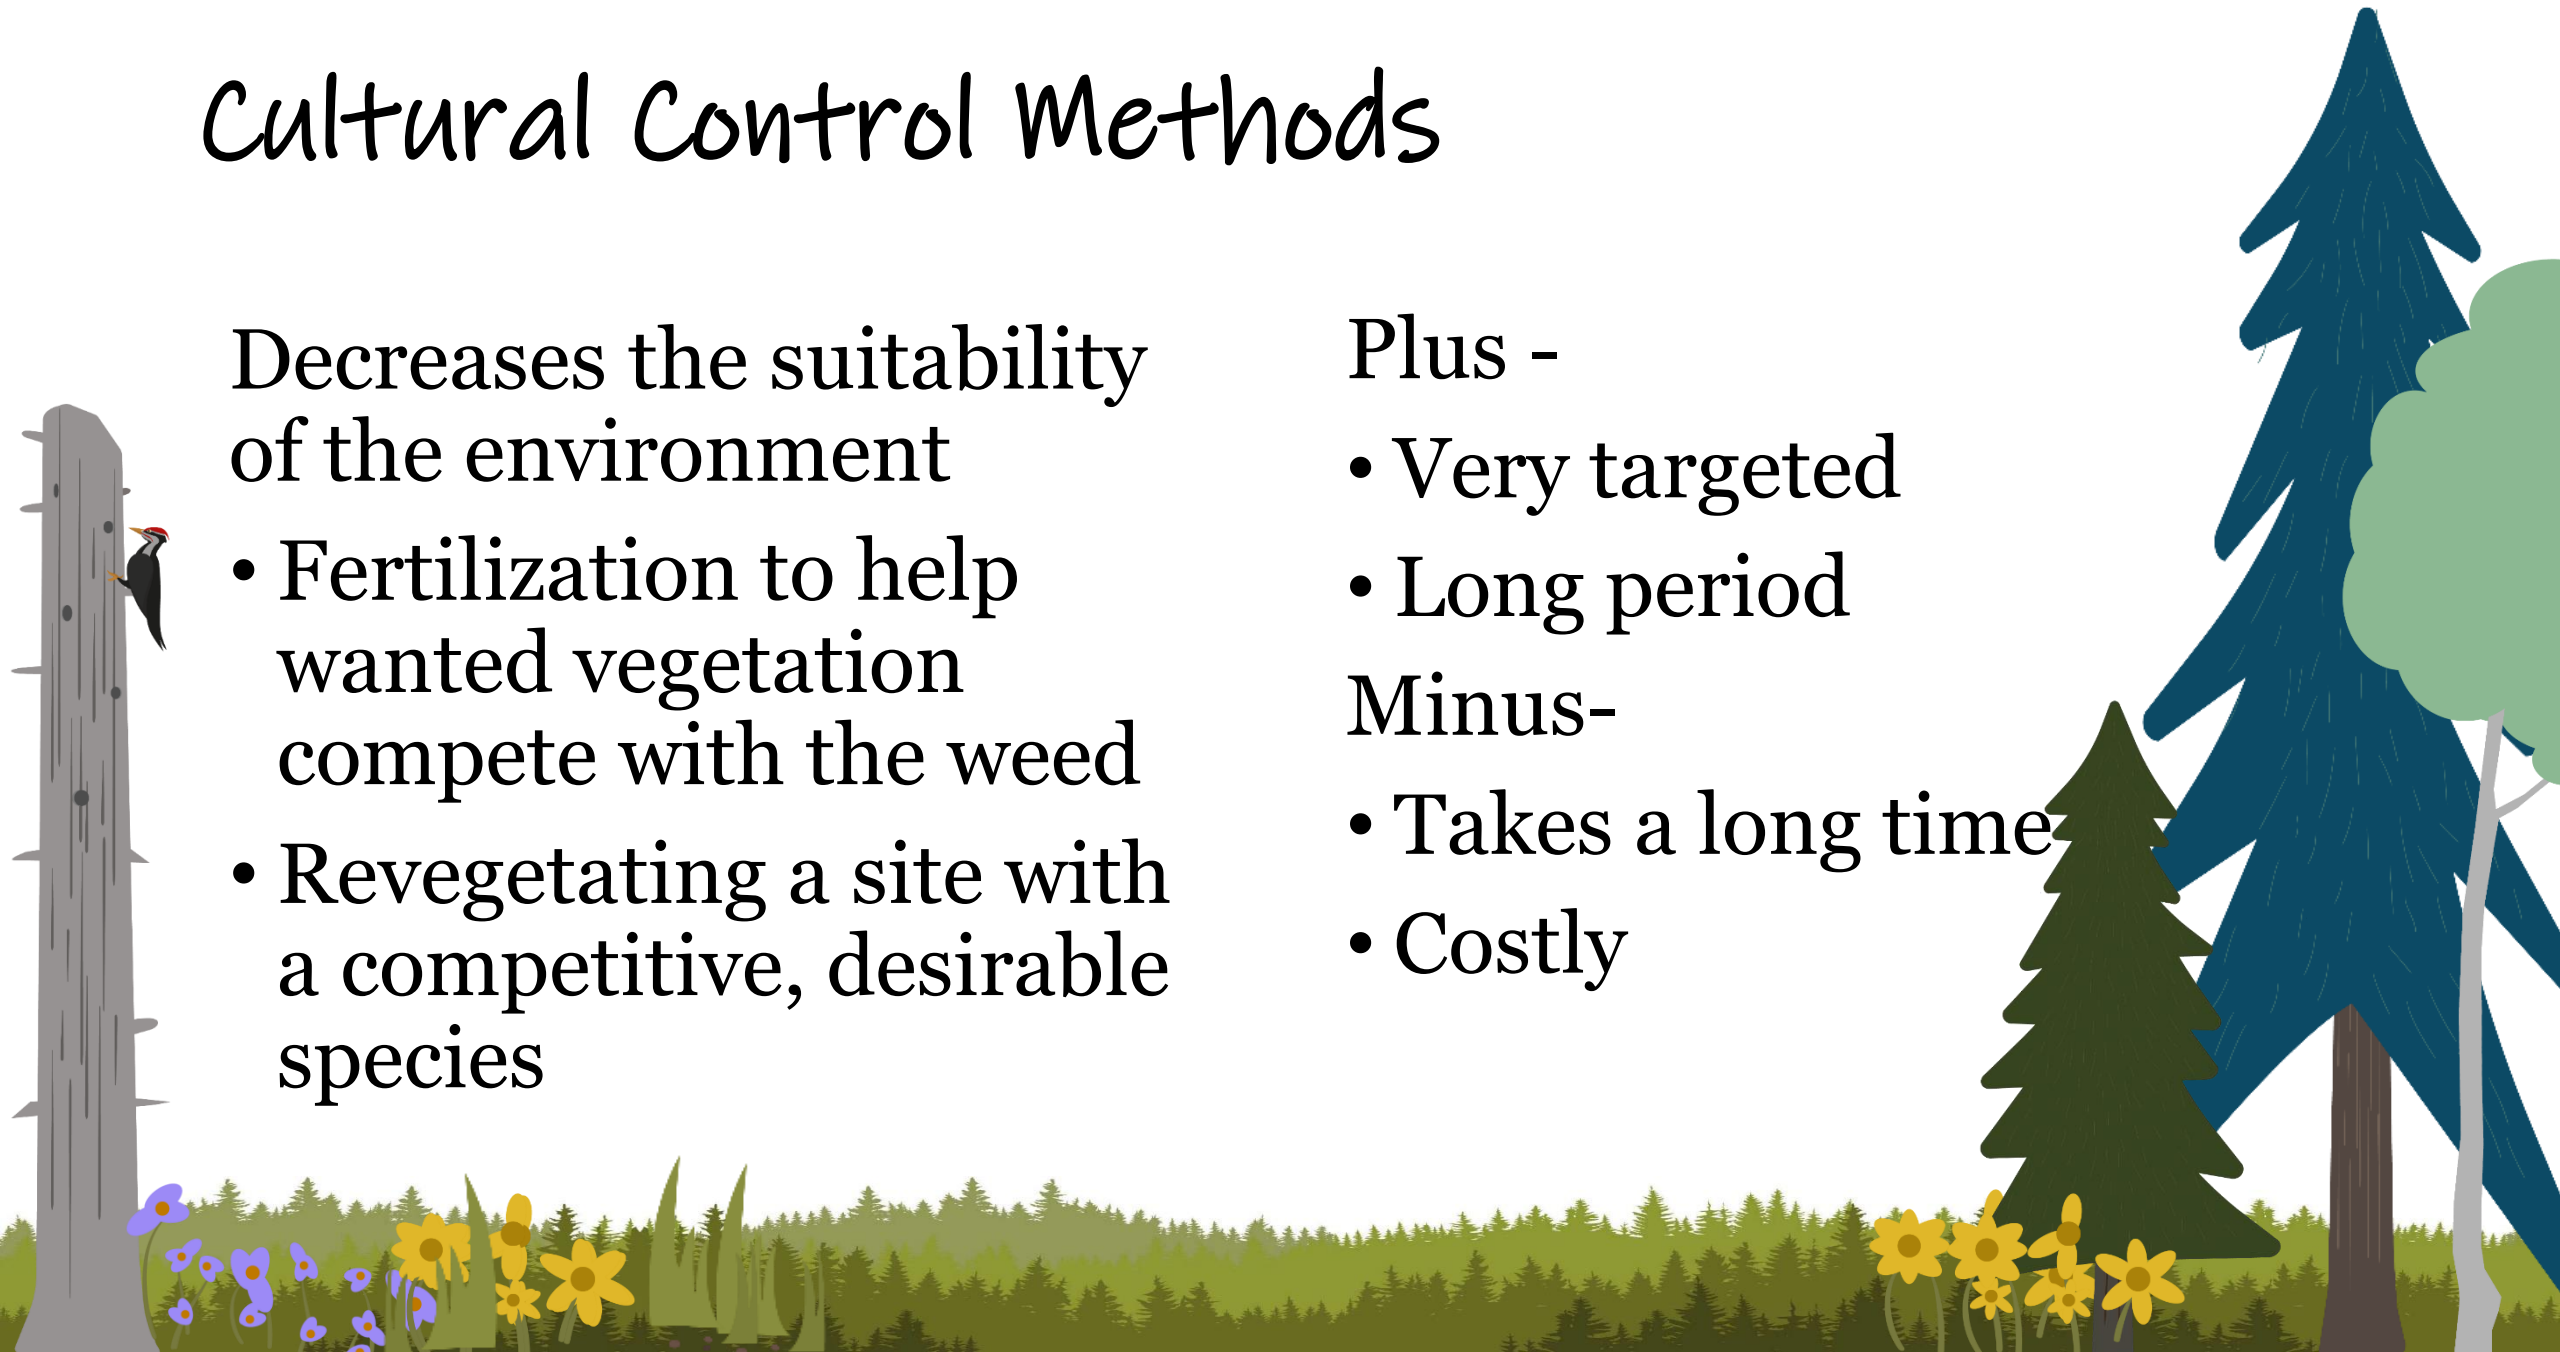 Cultural Control Methods
Decreases the suitability
of the environment
• Fertilization to help
wanted vegetation
compete with the weed
• Revegetating a site with
a competitive, desirable
species
Plus -
• Very targeted
• Long period
Minus-
• Takes a long time
• Costly